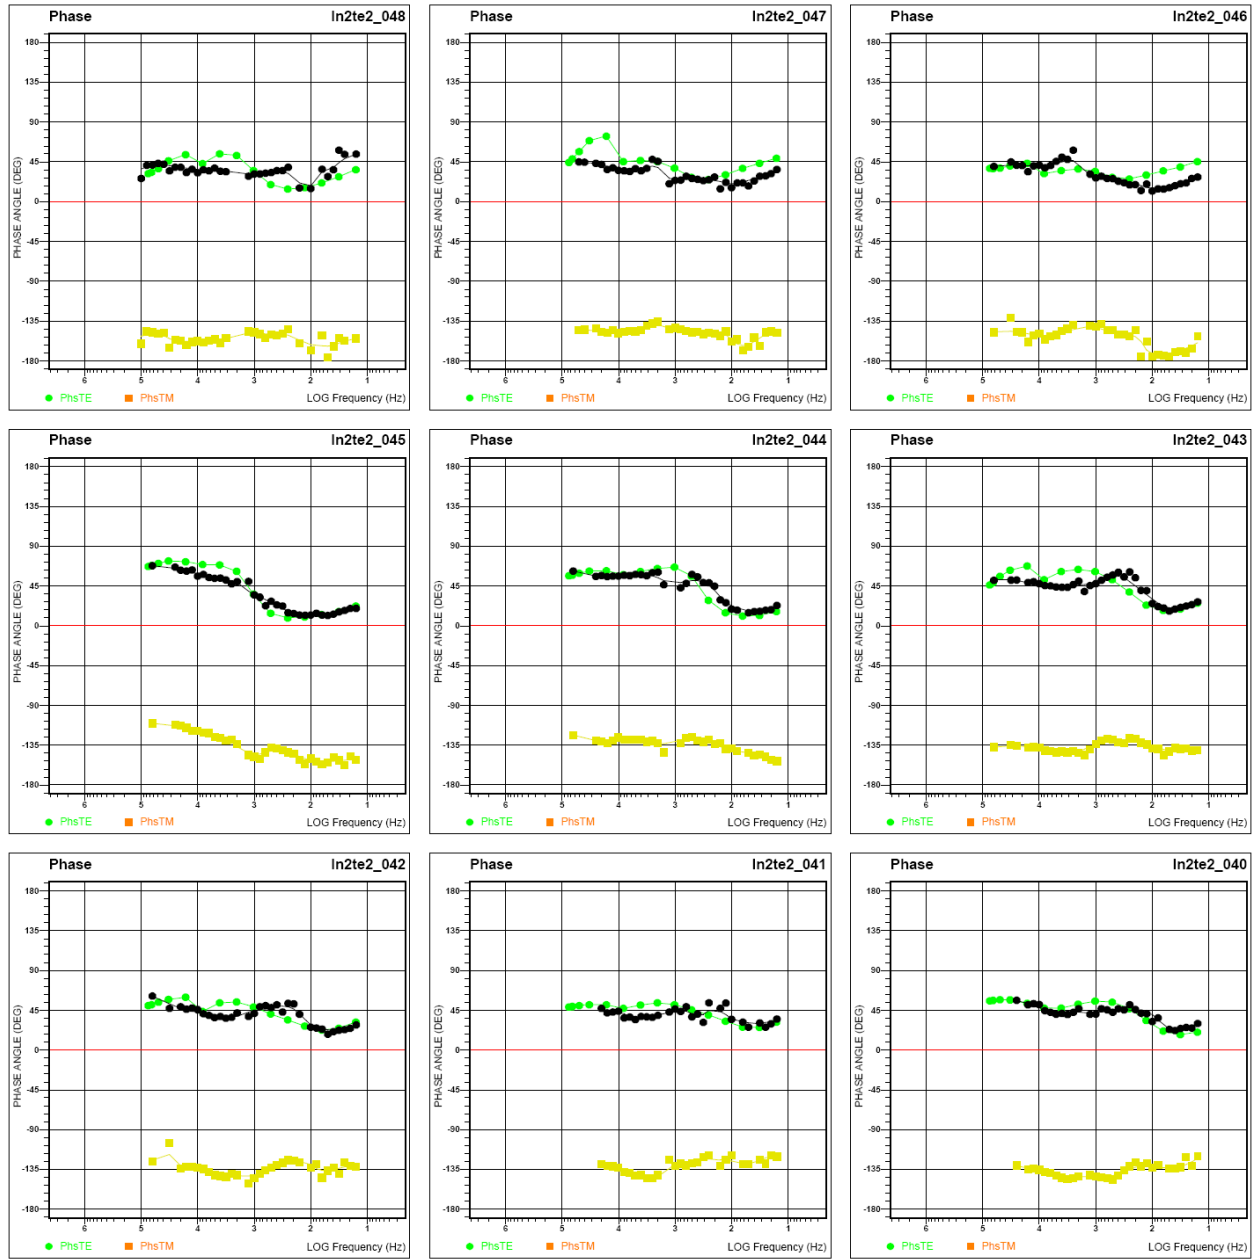 Phase In2te2_048
180
135
90
45
0
-45
-90
-135
-180
PHASE ANGLE (DEG)
6 5 4 3 2 1
PhsTE PhsTM LOG Frequency (Hz)
Phase In2te2_047
180
135
90
45
0
-45
-90
-135
-180
PHASE ANGLE (DEG)
6 5 4 3 2 1
PhsTE PhsTM LOG Frequency (Hz)
Phase In2te2_046
180
135
90
45
0
-45
-90
-135
-180
PHASE ANGLE (DEG)
6 5 4 3 2 1
PhsTE PhsTM LOG Frequency (Hz)
Phase In2te2_045
180
135
90
45
0
-45
-90
-135
-180
PHASE ANGLE (DEG)
6 5 4 3 2 1
PhsTE PhsTM LOG Frequency (Hz)
Phase In2te2_044
180
135
90
45
0
-45
-90
-135
-180
PHASE ANGLE (DEG)
6 5 4 3 2 1
PhsTE PhsTM LOG Frequency (Hz)
Phase In2te2_043
180
135
90
45
0
-45
-90
-135
-180
PHASE ANGLE (DEG)
6 5 4 3 2 1
PhsTE PhsTM LOG Frequency (Hz)
Phase In2te2_042
180
135
90
45
0
-45
-90
-135
-180
PHASE ANGLE (DEG)
6 5 4 3 2 1
PhsTE PhsTM LOG Frequency (Hz)
Phase In2te2_041
180
135
90
45
0
-45
-90
-135
-180
PHASE ANGLE (DEG)
6 5 4 3 2 1
PhsTE PhsTM LOG Frequency (Hz)
Phase In2te2_040
180
135
90
45
0
-45
-90
-135
-180
PHASE ANGLE (DEG)
6 5 4 3 2 1
PhsTE PhsTM LOG Frequency (Hz)